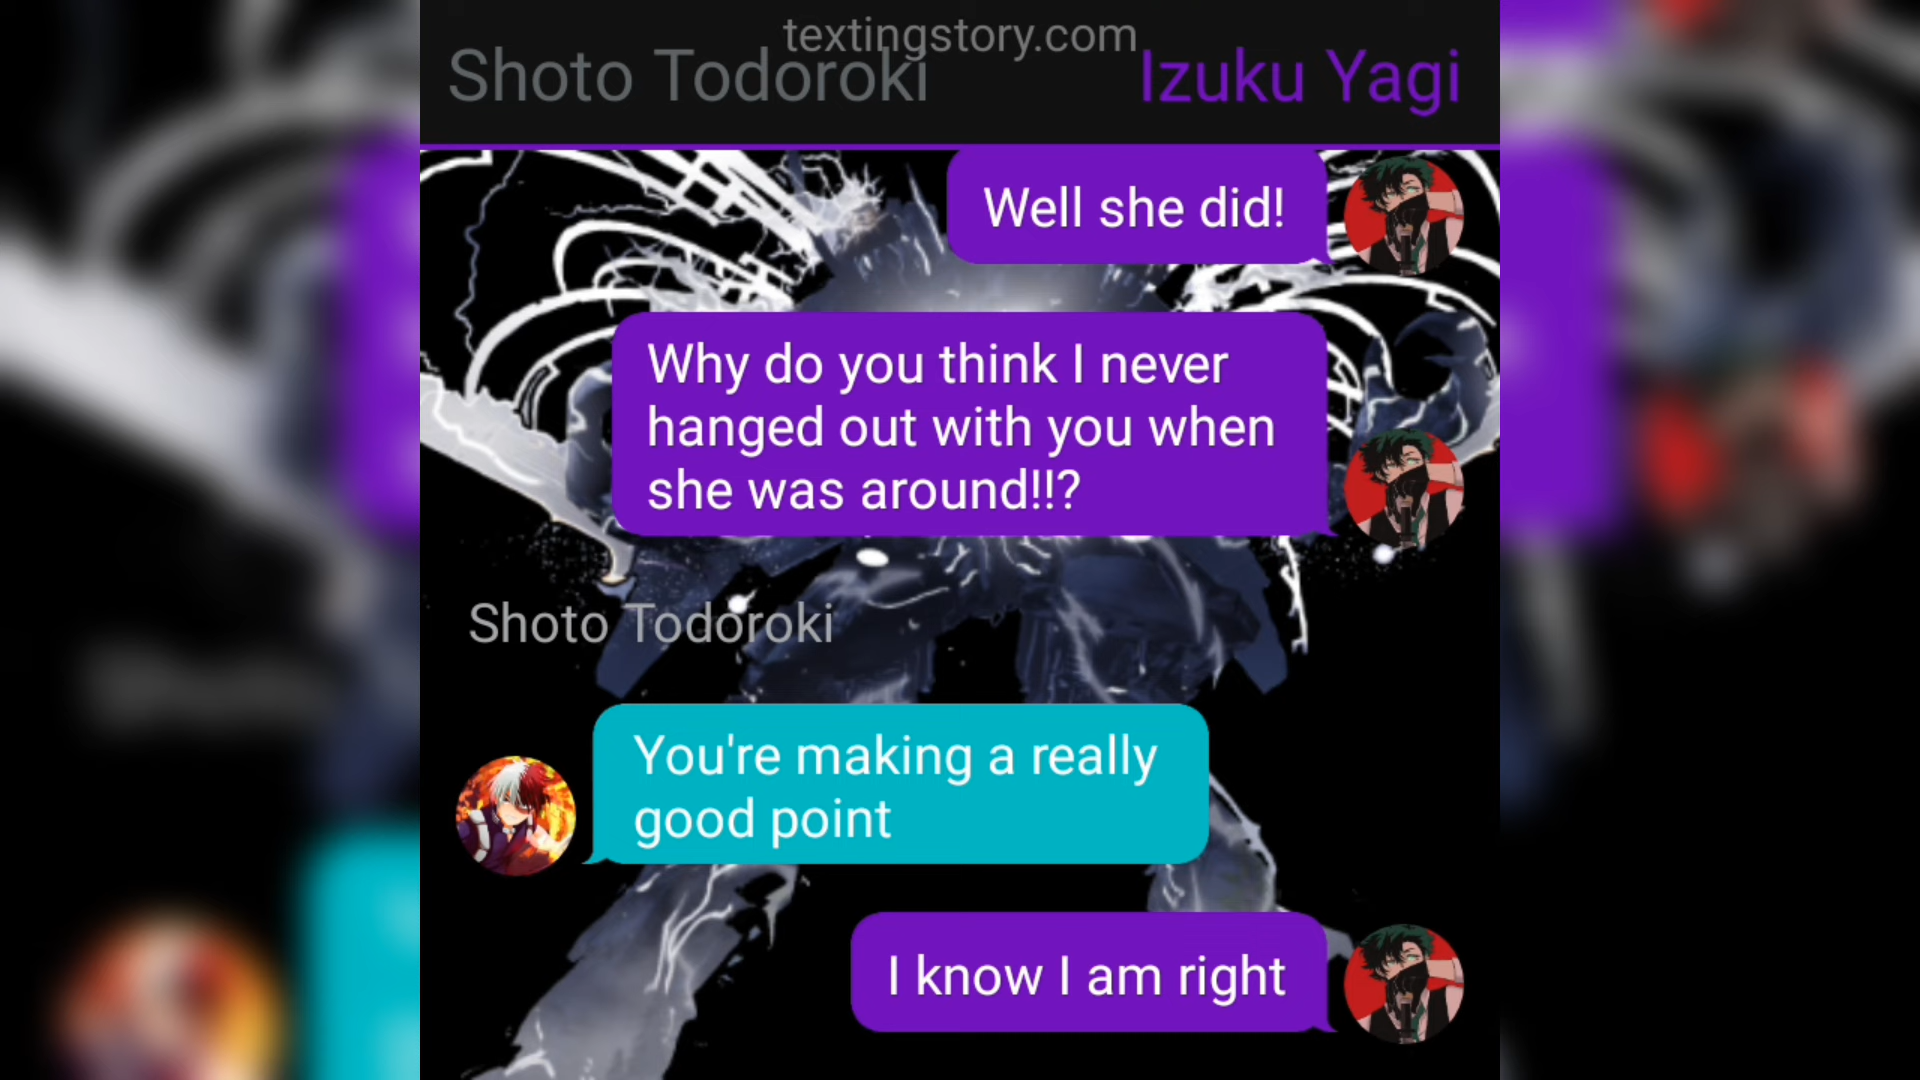 textingstory.com
Shoto Todoroki
Izuku Yagi
Well she did!
Why do you think I never
hanged out with you when
she was around!!?
Shoto Todoroki
You're making a really
good point
I know I am right